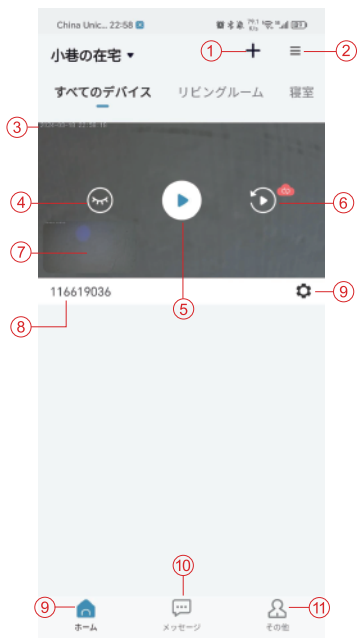 China Unic... 22:58
小巷の在宅 ▾
① ②
すべてのデバイス リビングルーム 寝室
③
④ ⑥
⑦
⑤
116619036
⑧ ⑨
⑩
⑨ ⑪
ホーム メッセージ その他